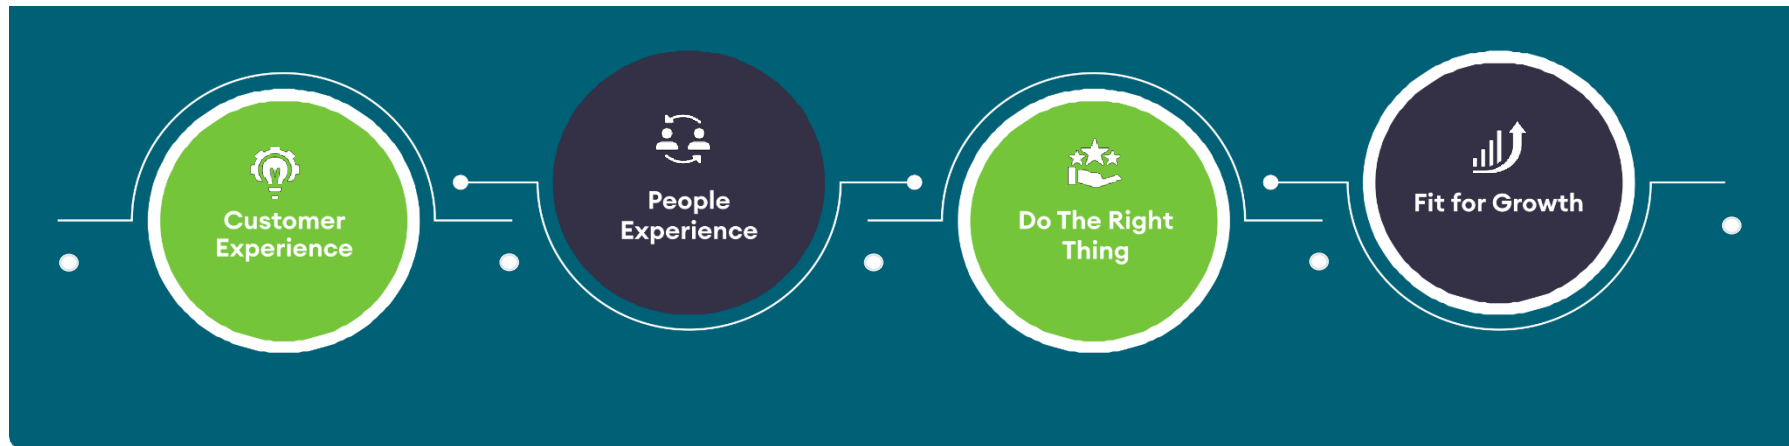 Customer
Experience
People
Experience
Do The Right
Thing
Fit for Growth